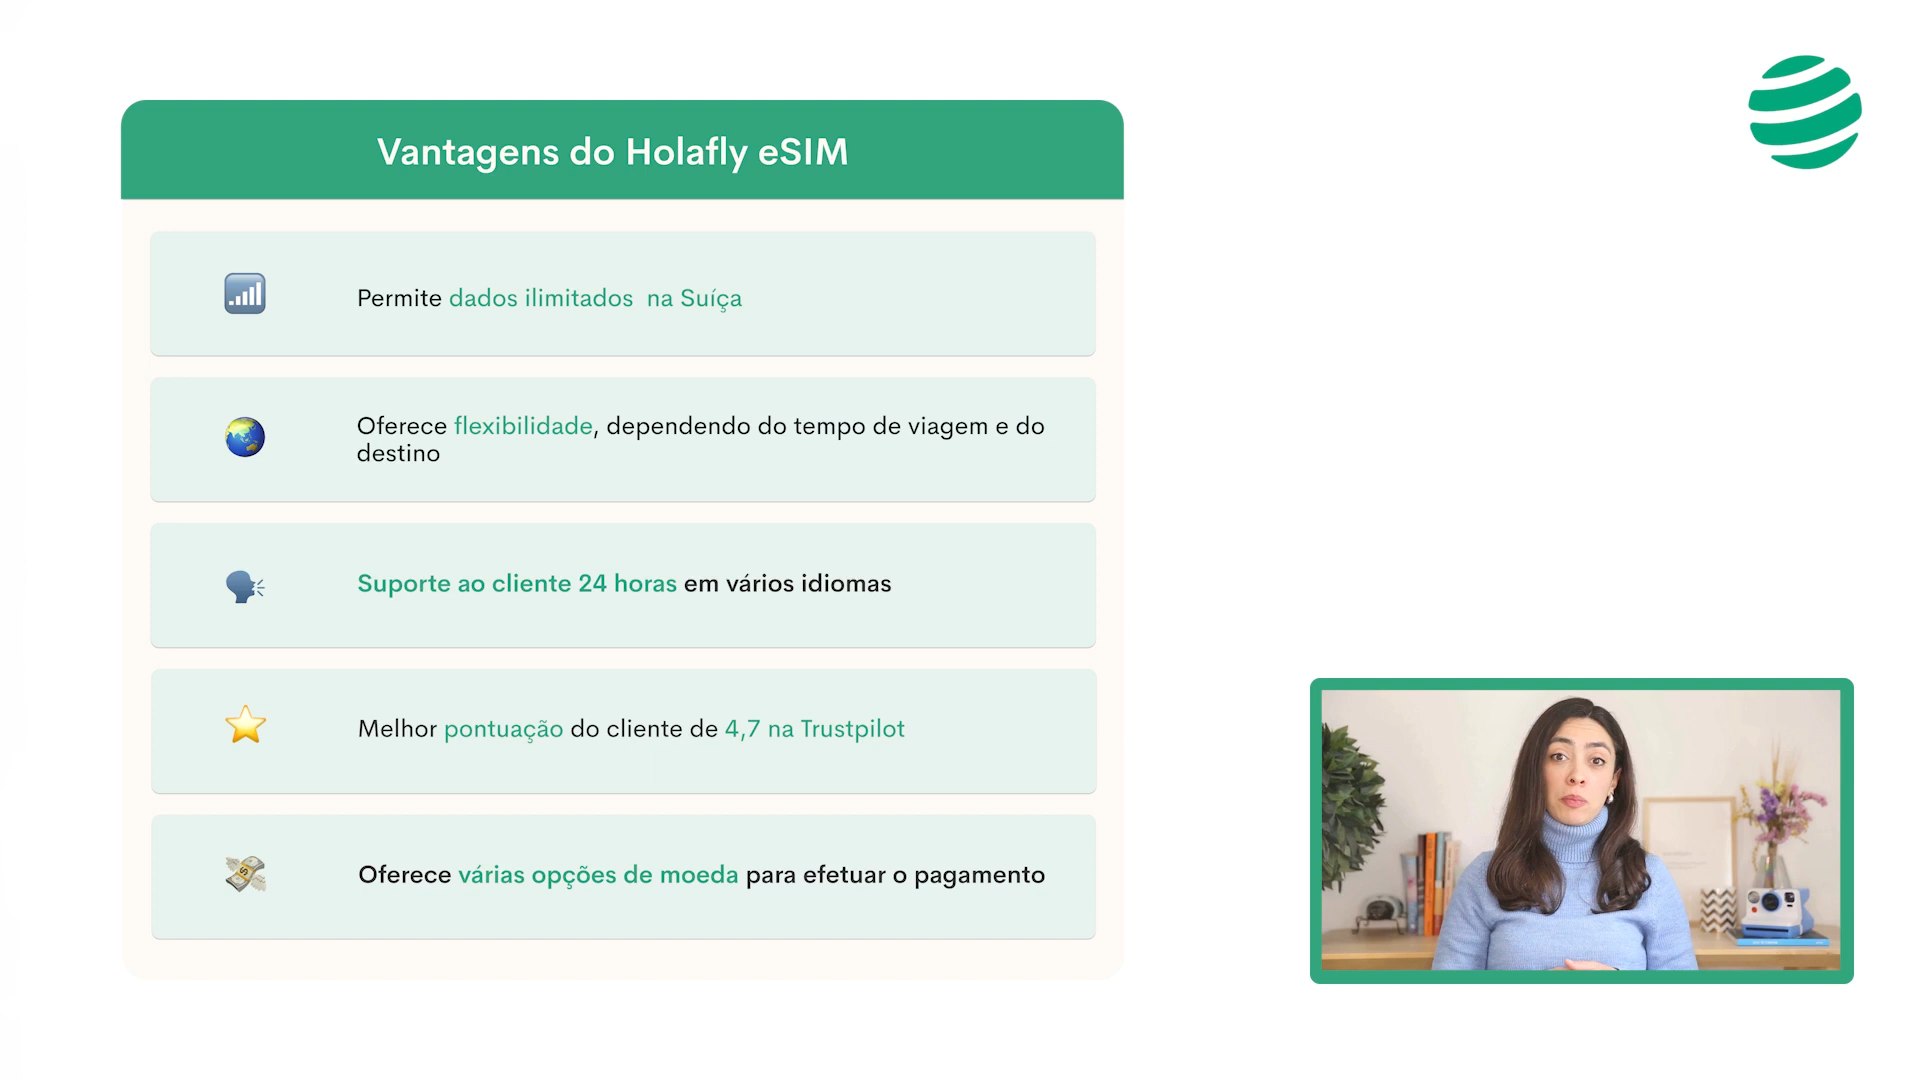 Vantagens do Holafly eSIM
Permite dados ilimitados na Suíça
Oferece flexibilidade, dependendo do tempo de viagem e do
destino
Suporte ao cliente 24 horas em vários idiomas
Melhor pontuação do cliente de 4,7 na Trustpilot
Oferece várias opções de moeda para efetuar o pagamento